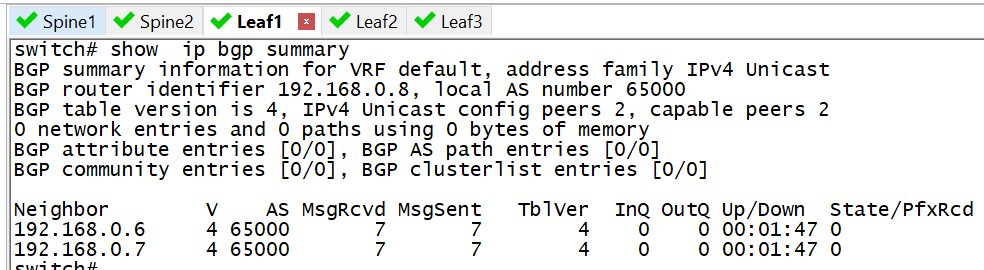 Spine1 Spine2 Leaf1 x Leaf2 Leaf3
switch# show  ip bgp summary
BGP summary information for VRF default, address family IPv4 Unicast
BGP router identifier 192.168.0.8, local AS number 65000
BGP table version is 4, IPv4 Unicast config peers 2, capable peers 2
0 network entries and 0 paths using 0 bytes of memory
BGP attribute entries [0/0], BGP AS path entries [0/0]
BGP community entries [0/0], BGP clusterlist entries [0/0]
Neighbor        V    AS MsgRcvd MsgSent   TblVer  InQ OutQ Up/Down  State/PfxRcd
192.168.0.6     4 65000       7       7        4    0    0 00:01:47 0
192.168.0.7     4 65000       7       7        4    0    0 00:01:47 0
switch#